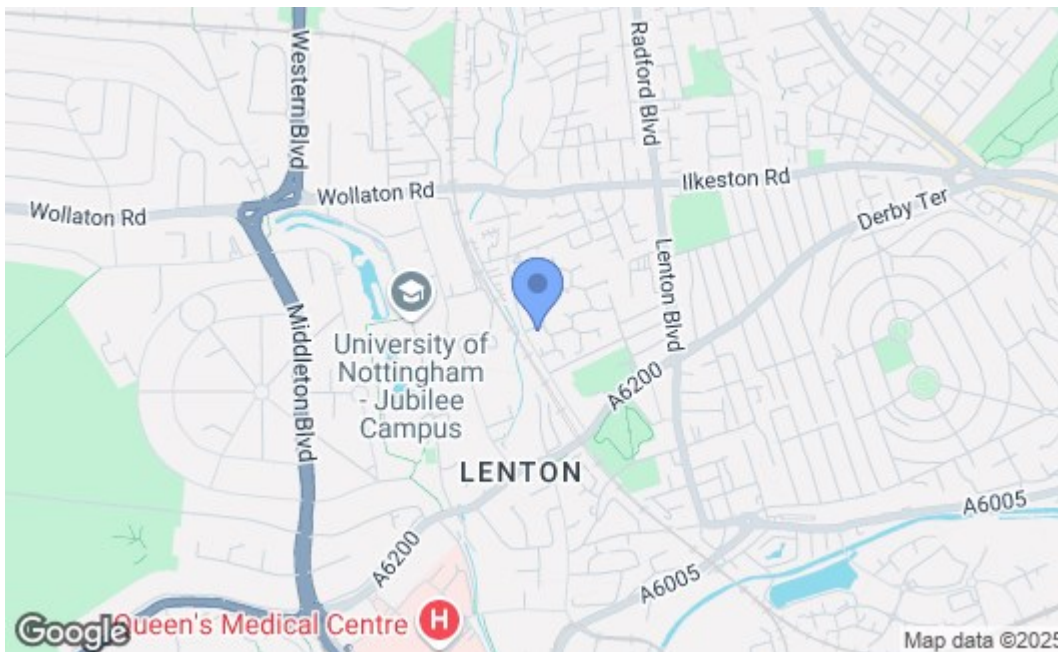 Western Blvd
Radford Blvd
Wollaton Rd
Wollaton Rd
Ilkeston Rd
Derby Ter
Lenton Blvd
Middleton Blvd
University of
Nottingham
- Jubilee
Campus
A6200
LENTON
A6005
A6200
A6005
Queen's Medical Centre
H
Google
Map data ©2025